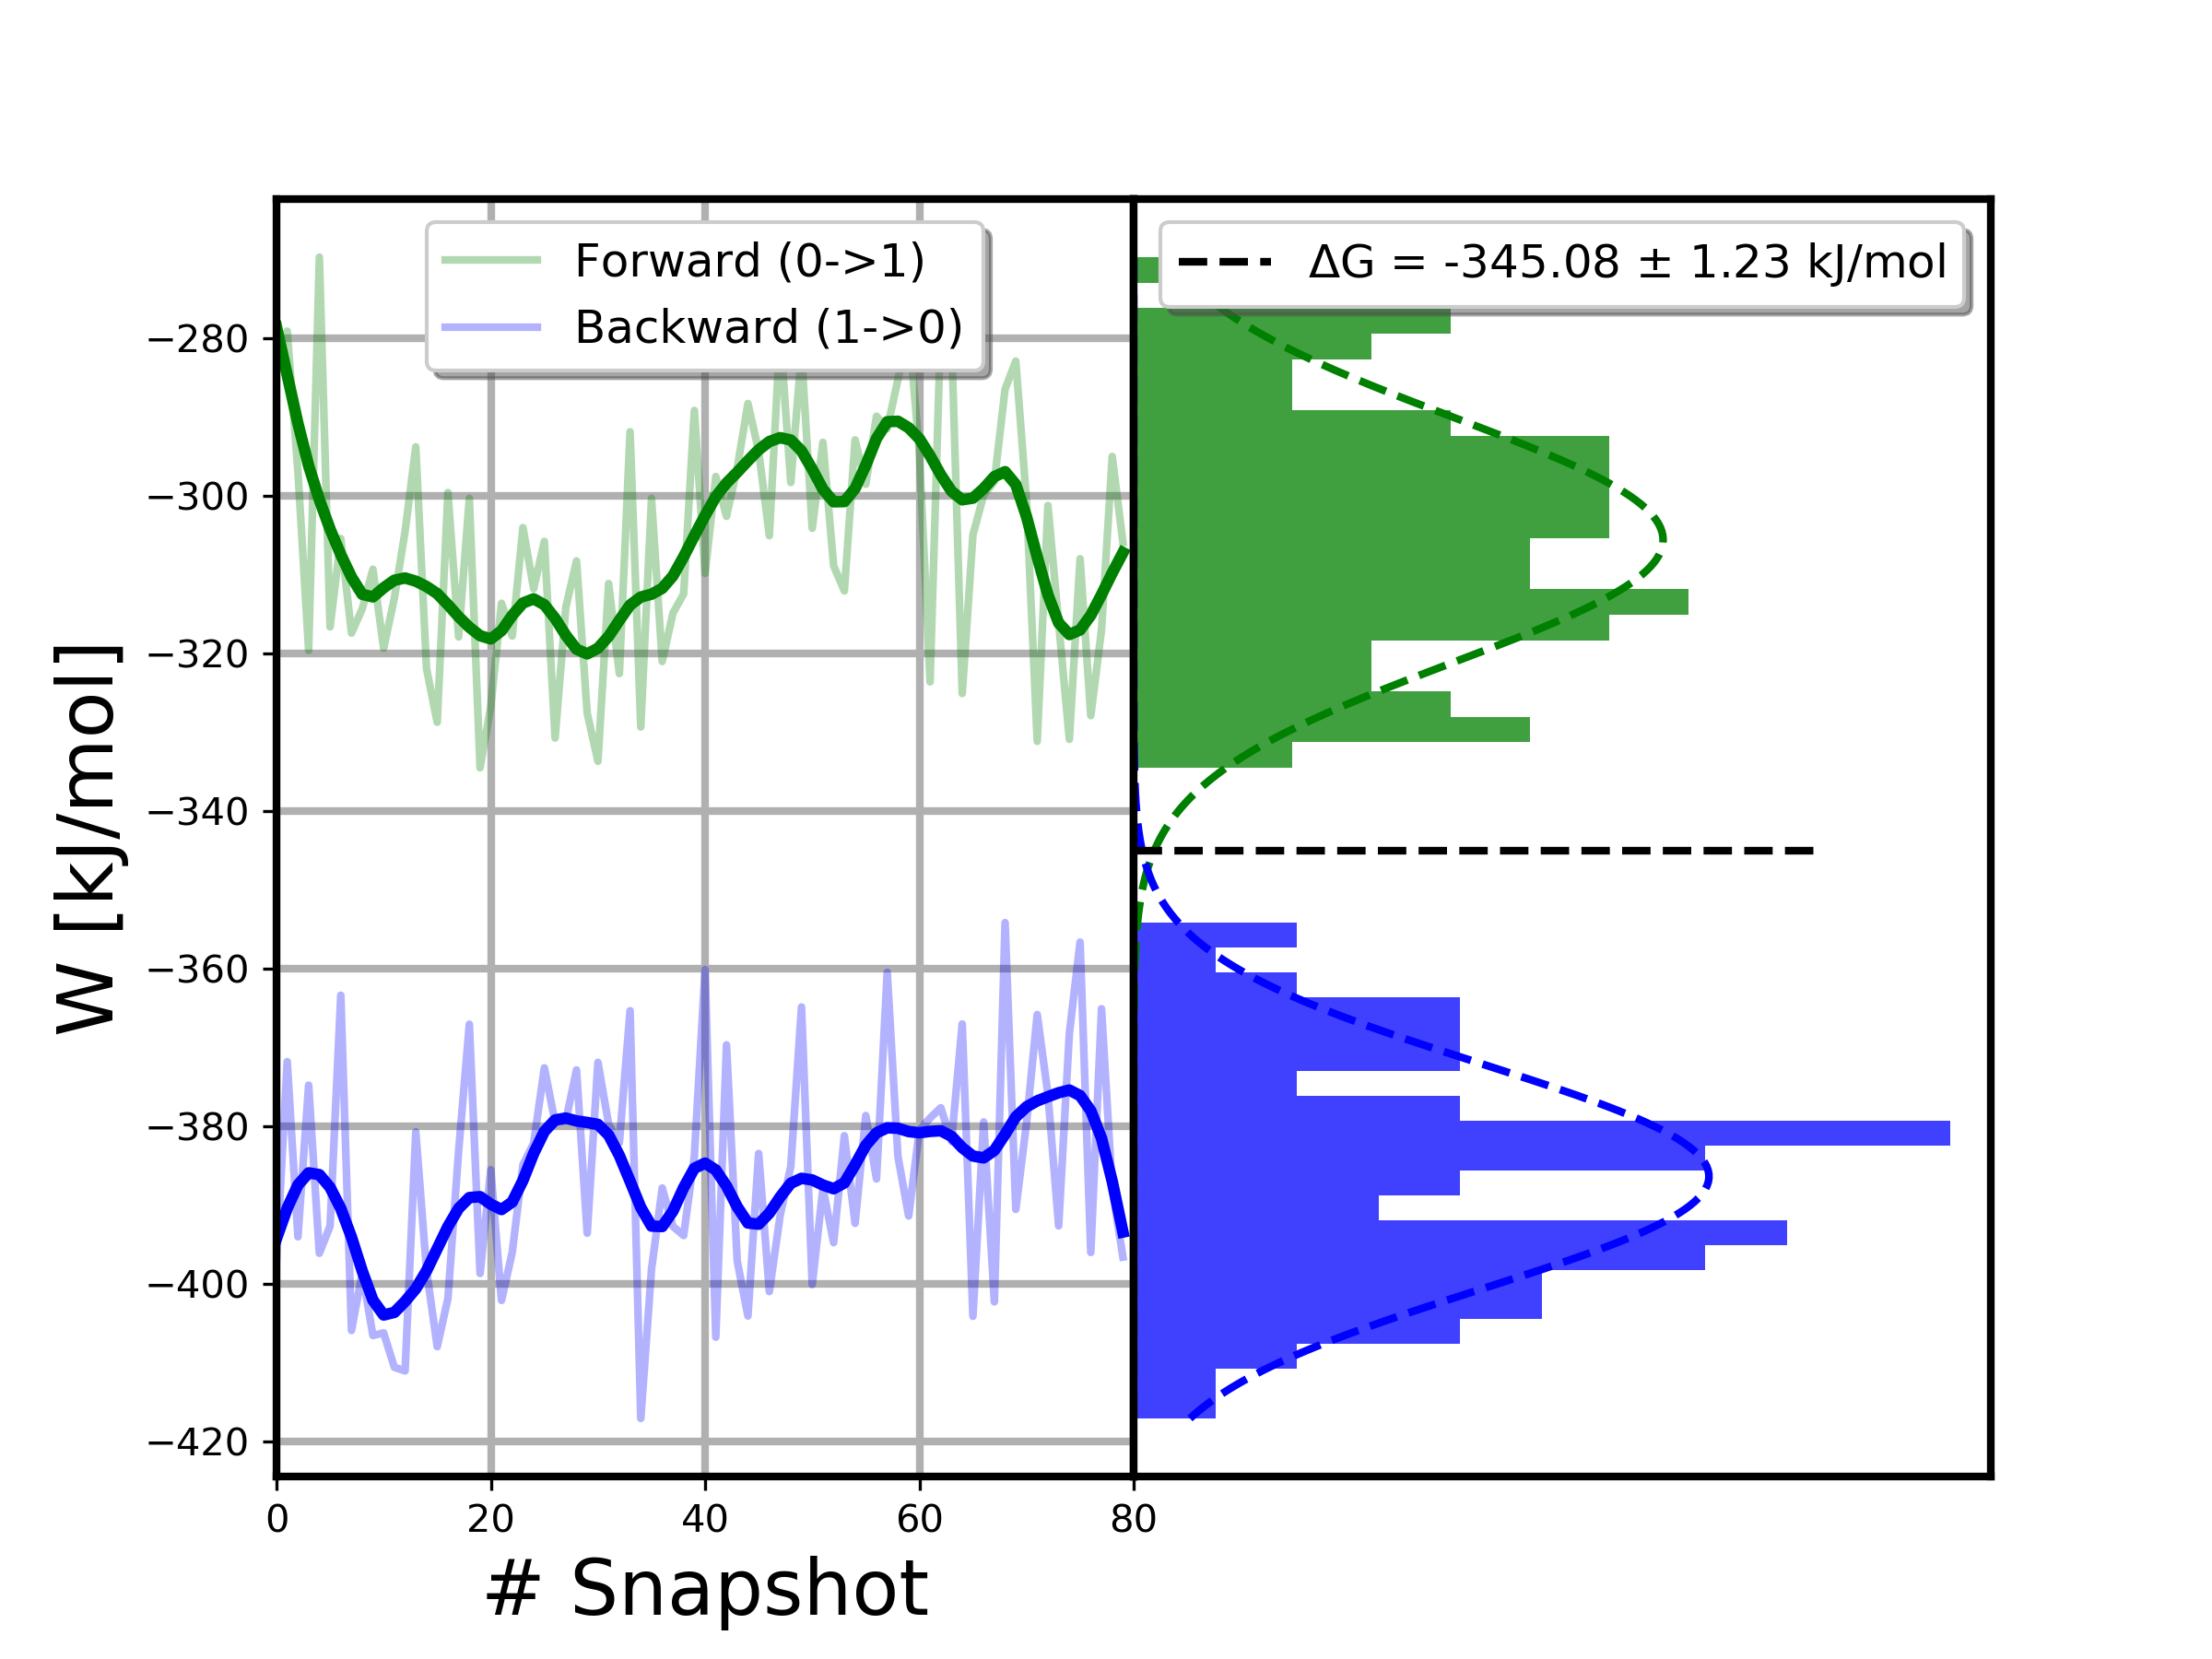 Forward (0->1)
Backward (1->0)
ΔG = -345.08 ± 1.23 kJ/mol
W [kJ/mol]
−280
−300
−320
−340
−360
−380
−400
−420
0 20 40 60 80
# Snapshot